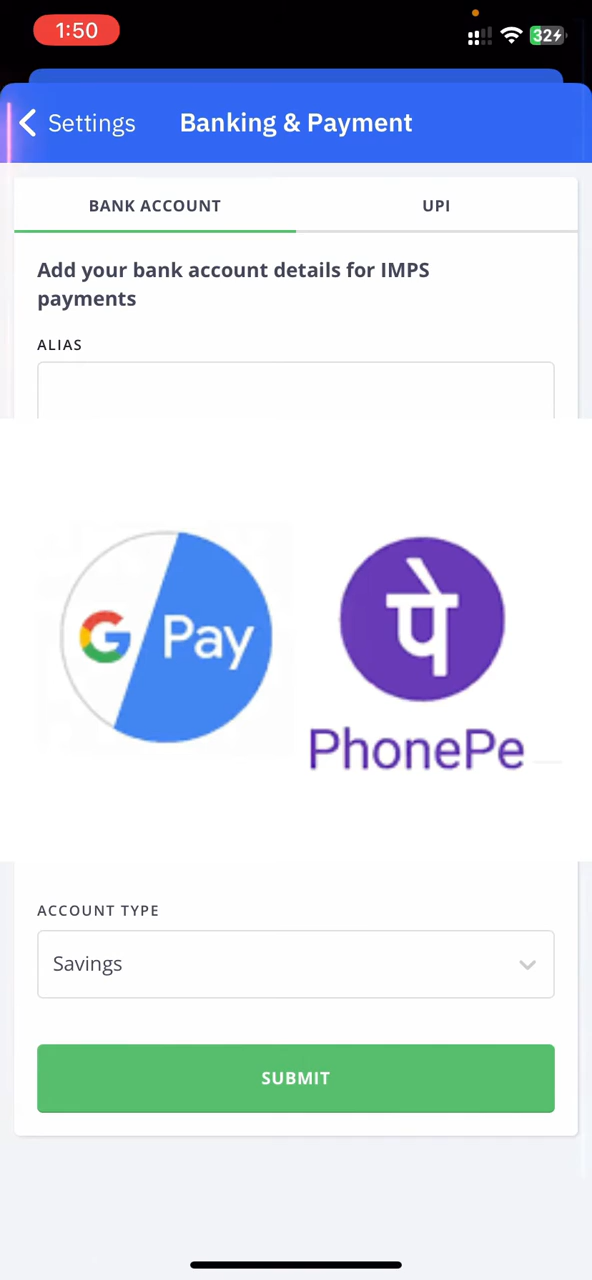 1:50
32
Settings
Banking & Payment
BANK ACCOUNT
UPI
Add your bank account details for IMPS
payments
ALIAS
G Pay
पे
PhonePe
ACCOUNT TYPE
Savings
SUBMIT